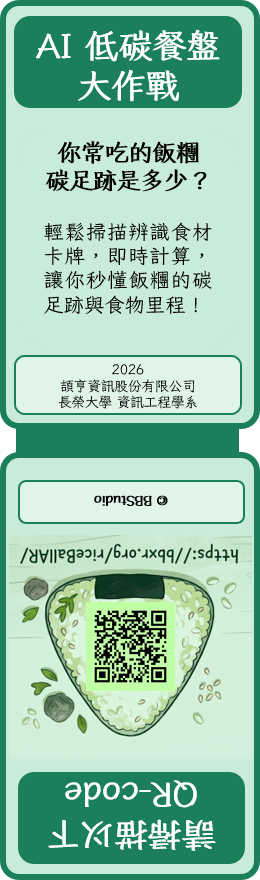 AI 低碳餐盤
大作戰
你常吃的飯糰
碳足跡是多少？
輕鬆掃描辨識食材
卡牌，即時計算，
讓你秒懂飯糰的碳
足跡與食物里程！
2026
頡亨資訊股份有限公司
長榮大學 資訊工程學系
請掃描以下
QR-code
https://bbxr.org/riceBallAR/
© BBStudio